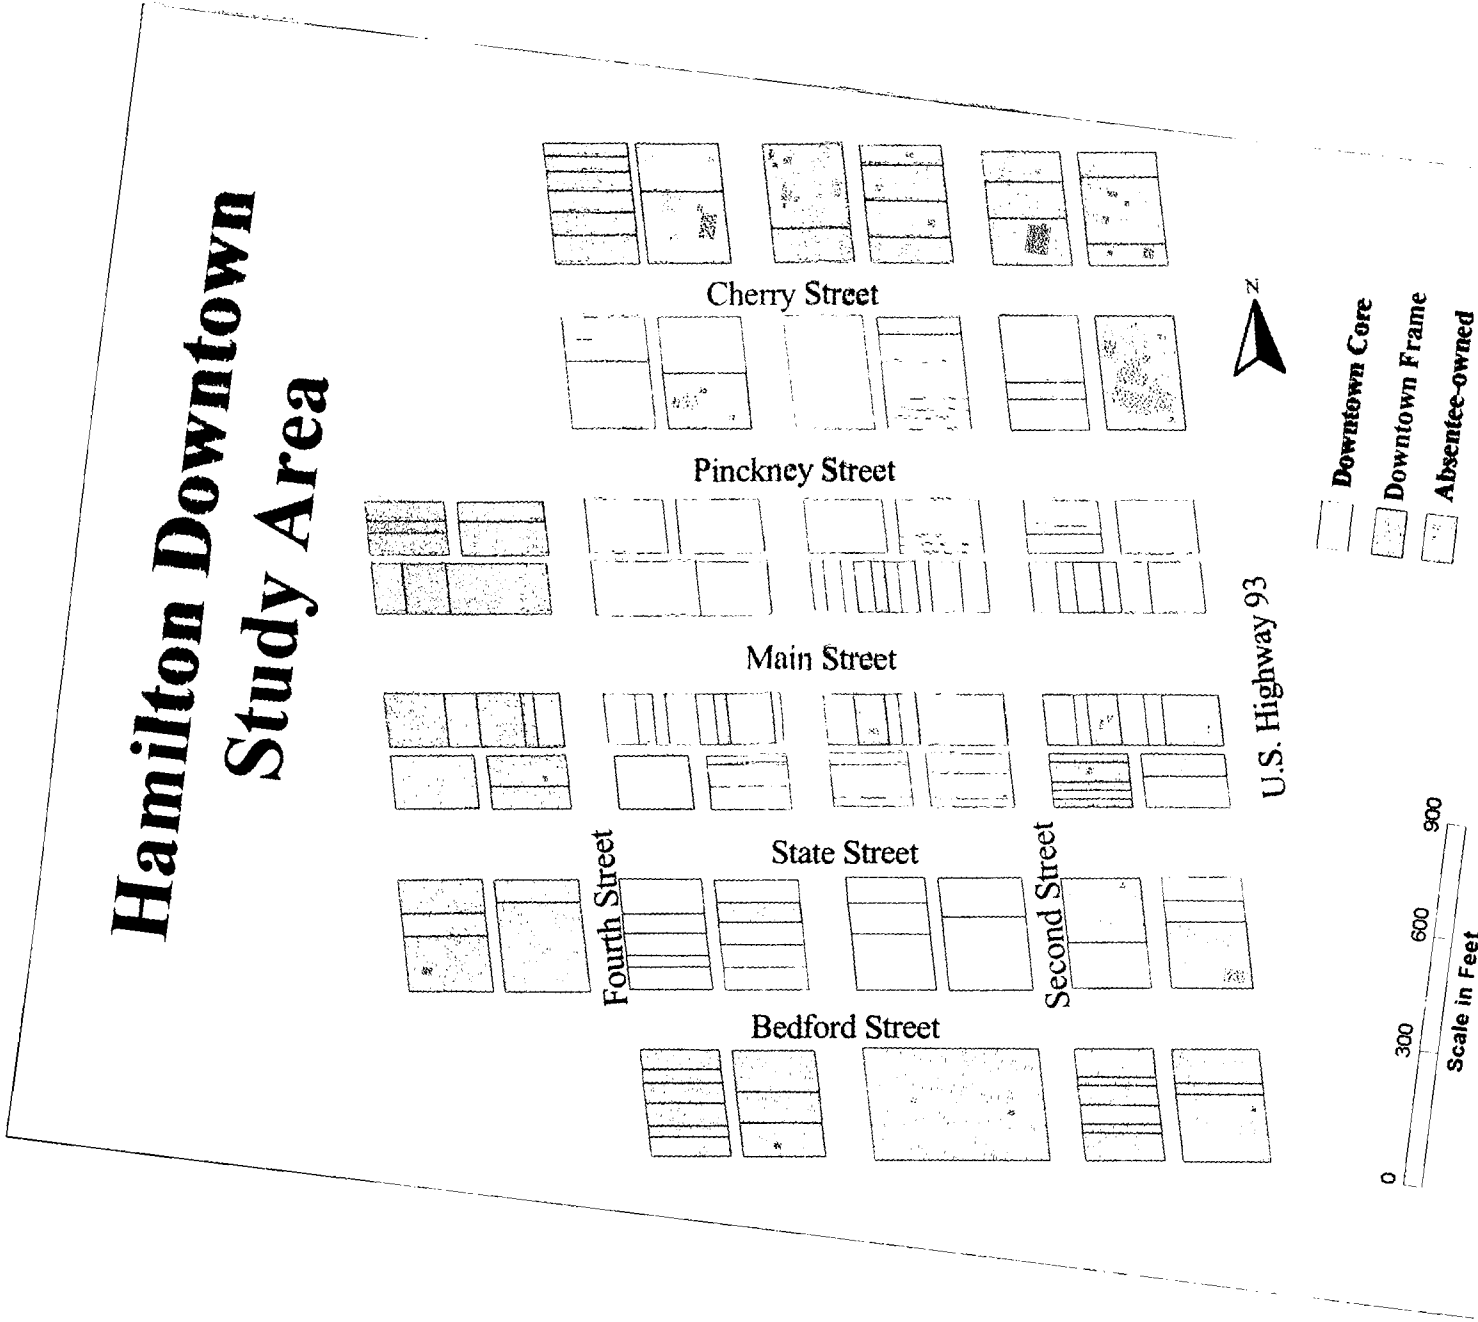 Hamilton Downtown
Study Area
Cherry Street
Pinckney Street
Main Street
State Street
Bedford Street
Fourth Street
Second Street
U.S. Highway 93
N
Downtown Core
Downtown Frame
Absentee-owned
0 300 600 900
Scale in Feet